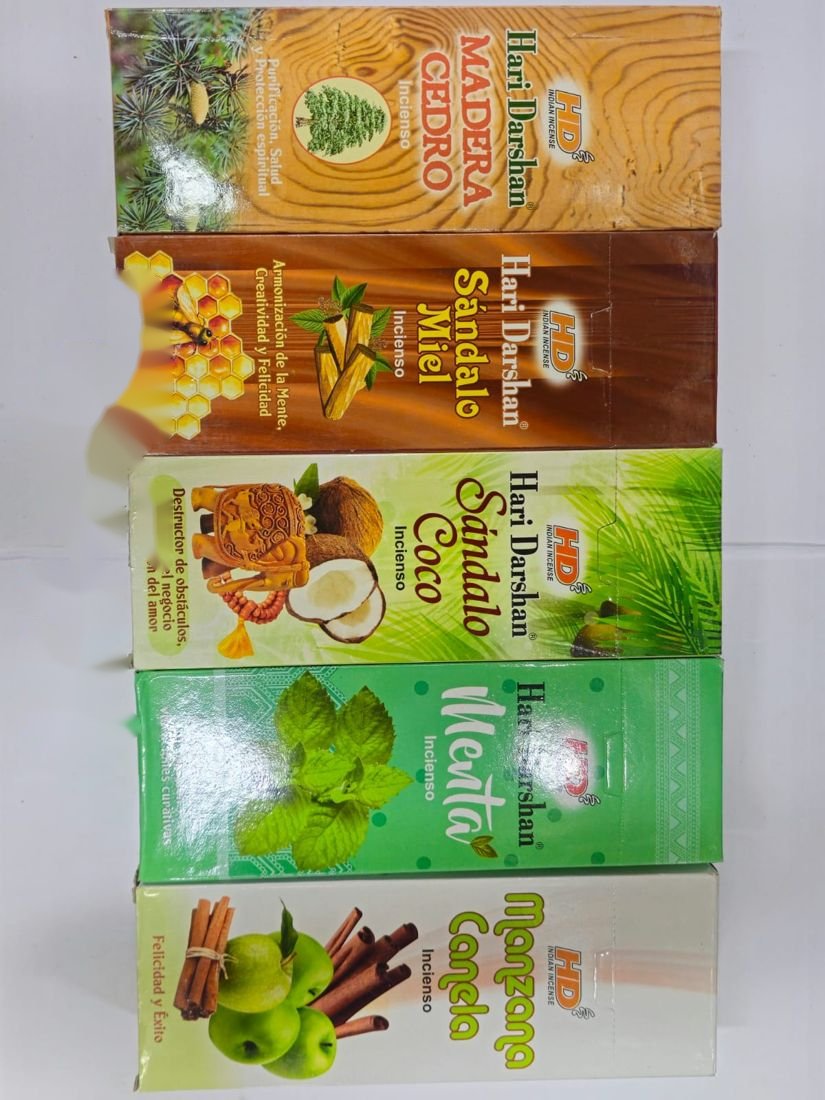 HD
INDIAN INCENSE
Hari Darshan®
MADERA
CEDRO
Incienso
Purificación, Salud
y Protección espiritual
HD
INDIAN INCENSE
Hari Darshan®
Sándalo
Miel
Incienso
Armonización de la Mente,
Creatividad y Felicidad
HD
INDIAN INCENSE
Hari Darshan®
Sándalo
Coco
Incienso
Destructor de obstáculos,
negocio
del amor
HD
Hari Darshan®
Menta
Incienso
HD
INDIAN INCENSE
Manzana
Canela
Incienso
Felicidad y Éxito